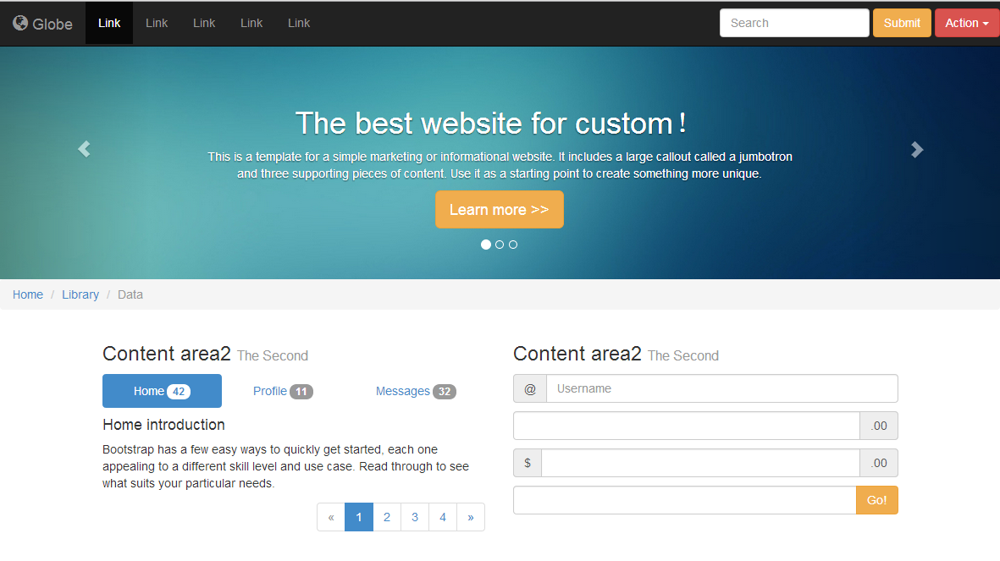 Globe Link Link Link Link Link Search Submit Action
The best website for custom！
This is a template for a simple marketing or informational website. It includes a large callout called a jumbotron
and three supporting pieces of content. Use it as a starting point to create something more unique.
Learn more >>
Home / Library / Data
Content area2 The Second
Home 42 Profile 11 Messages 32
Home introduction
Bootstrap has a few easy ways to quickly get started, each one
appealing to a different skill level and use case. Read through to see
what suits your particular needs.
« 1 2 3 4 »
Content area2 The Second
@ Username
.00
$ .00
Go!